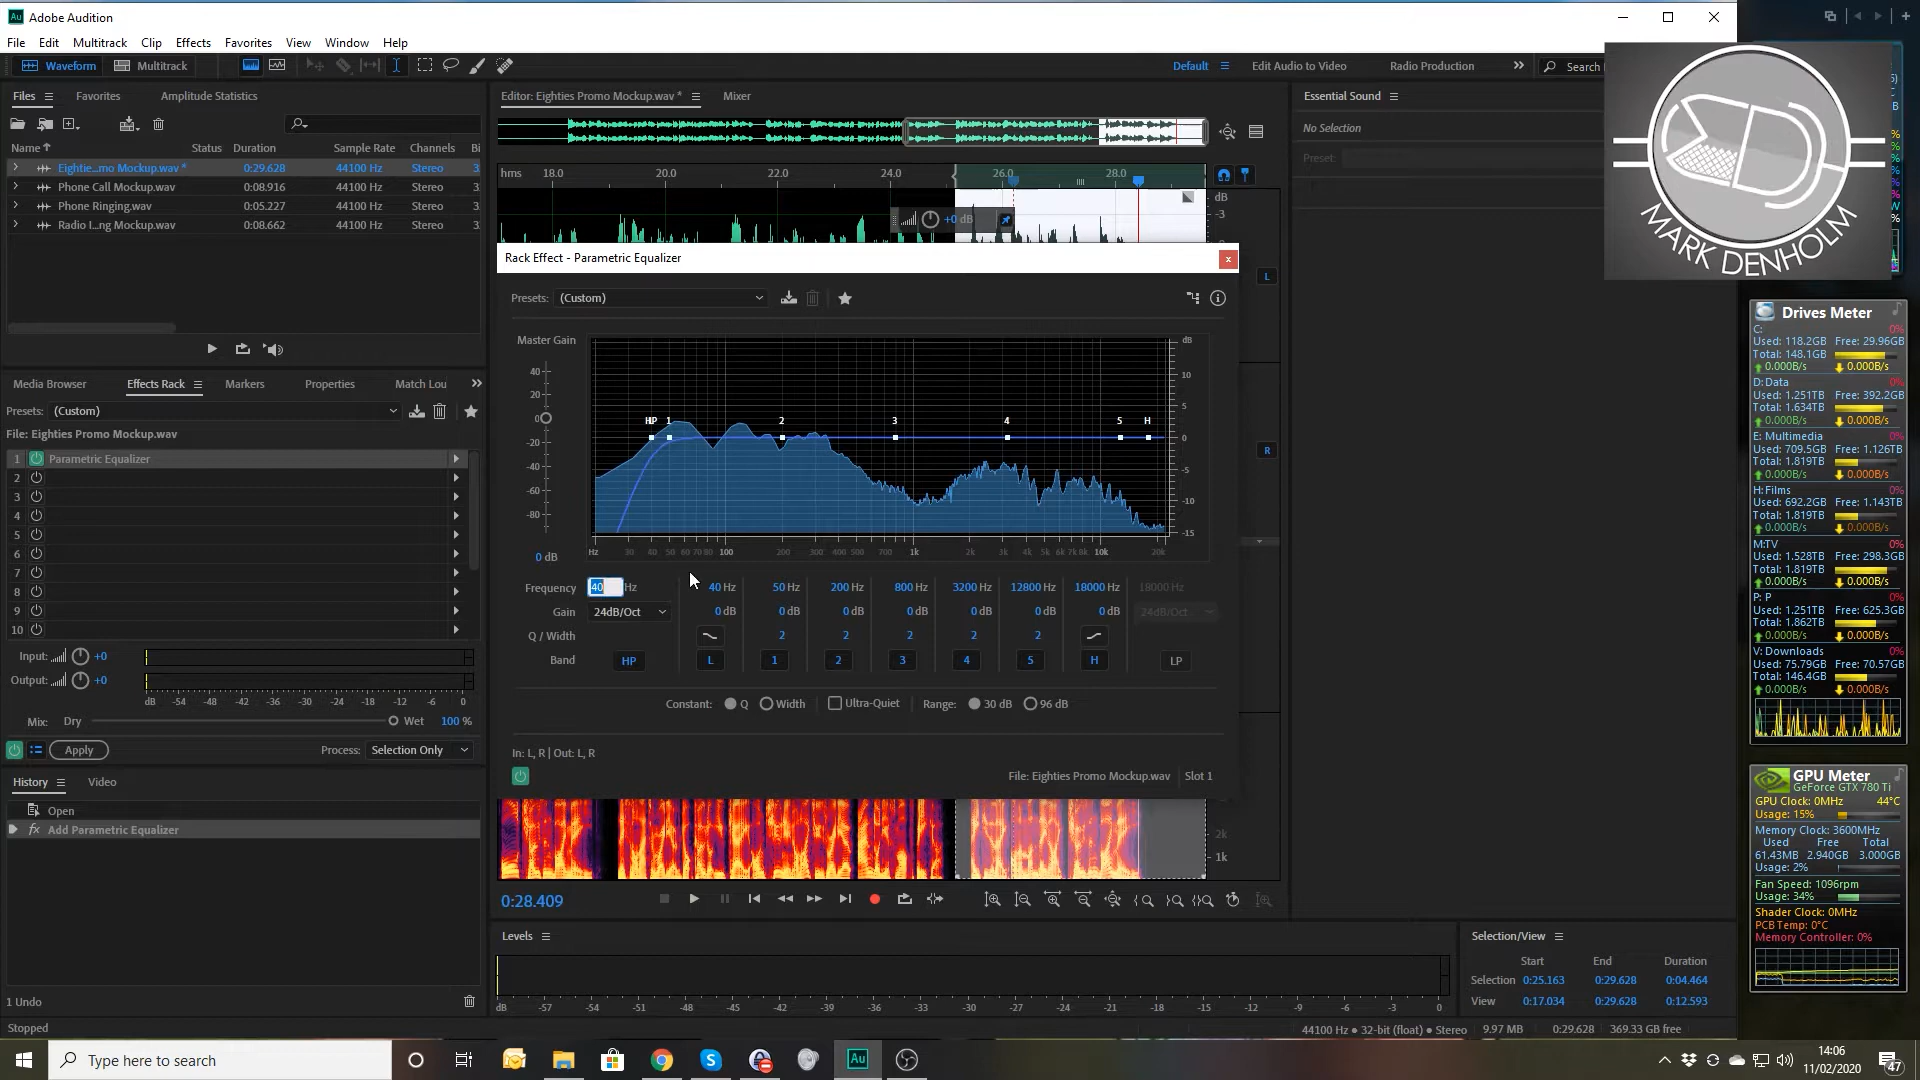 Adobe Audition
File Edit Multitrack Clip Effects Favorites View Window Help
Waveform Multitrack Default Edit Audio to Video Radio Production Search
Files Favorites Amplitude Statistics
Name Status Duration Sample Rate Channels Bi
Eightie...mo Mockup.wav * 0:29.628 44100 Hz Stereo 3
Phone Call Mockup.wav 0:08.916 44100 Hz Stereo 3
Phone Ringing.wav 0:05.227 44100 Hz Stereo 3
Radio I...ng Mockup.wav 0:08.662 44100 Hz Stereo 3
Media Browser Effects Rack Markers Properties Match Lou
Presets: (Custom)
File: Eighties Promo Mockup.wav
1 Parametric Equalizer
2
3
4
5
6
7
8
9
10
Input: +0
Output: +0
dB -54 -48 -42 -36 -30 -24 -18 -12 -6 0
Mix: Dry Wet 100 %
Apply Process: Selection Only
History Video
Open
fx Add Parametric Equalizer
1 Undo
Stopped
Editor: Eighties Promo Mockup.wav * Mixer
hms 18.0 20.0 22.0 24.0 26.0 28.0
dB
-3
+0 dB
L
R
Rack Effect - Parametric Equalizer
Presets: (Custom)
Master Gain
40
20
0
-20
-40
-60
-80
0 dB
HP 1 2 3 4 5 H
dB
10
5
0
-5
-10
-15
Hz 30 40 50 60 70 80 100 200 300 400 500 700 1k 2k 3k 4k 5k 6k 7k 8k 10k 20k
Frequency 40 Hz 40 Hz 50 Hz 200 Hz 800 Hz 3200 Hz 12800 Hz 18000 Hz 18000 Hz
Gain 24dB/Oct 0 dB 0 dB 0 dB 0 dB 0 dB 0 dB 0 dB 24dB/Oct
Q / Width 2 2 2 2 2
Band HP L 1 2 3 4 5 H LP
Constant: Q Width Ultra-Quiet Range: 30 dB 96 dB
In: L, R | Out: L, R
File: Eighties Promo Mockup.wav Slot 1
2k
1k
0:28.409
Levels
dB -57 -54 -51 -48 -45 -42 -39 -36 -33 -30 -27 -24 -21 -18 -15 -12 -9 -6 -3 0
Essential Sound
No Selection
Preset:
Selection/View
Start End Duration
Selection 0:25.163 0:29.628 0:04.464
View 0:17.034 0:29.628 0:12.593
44100 Hz • 32-bit (float) • Stereo 9.97 MB 0:29.628 369.33 GB free
MARK DENHOLM
Drives Meter
C: 0%
Used: 118.2GB Free: 29.96GB
Total: 148.1GB
0.000B/s 0.000B/s
D:Data 0%
Used: 1.251TB Free: 392.2GB
Total: 1.634TB
0.000B/s 0.000B/s
E: Multimedia 0%
Used: 709.5GB Free: 1.126TB
Total: 1.819TB
0.000B/s 0.000B/s
H:Films 0%
Used: 692.2GB Free: 1.143TB
Total: 1.819TB
0.000B/s 0.000B/s
M:TV 0%
Used: 1.528TB Free: 298.3GB
Total: 1.819TB
0.000B/s 0.000B/s
P: P 0%
Used: 1.251TB Free: 625.3GB
Total: 1.862TB
0.000B/s 0.000B/s
V: Downloads 0%
Used: 75.79GB Free: 70.57GB
Total: 146.4GB
0.000B/s 0.000B/s
GPU Meter
GeForce GTX 780 Ti
GPU Clock: 0MHz 44°C
Usage: 15%
Memory Clock: 3600MHz
Used Free Total
61.43MB 2.940GB 3.000GB
Usage: 2%
Fan Speed: 1096rpm
Usage: 34%
Shader Clock: 0MHz
PCB Temp: 0°C
Memory Controller: 0%
Type here to search
Au
14:06
11/02/2020
47